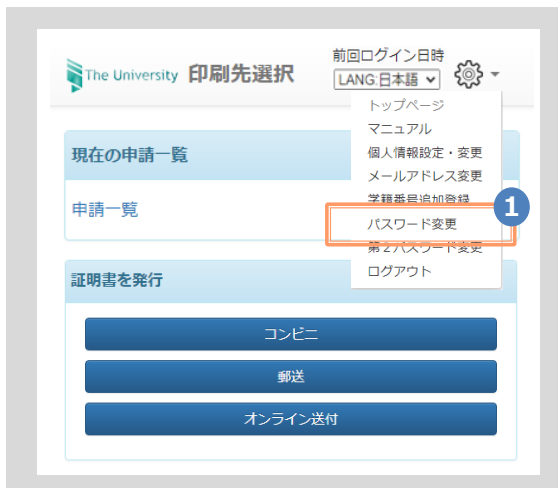 The University 印刷先選択
前回ログイン日時
LANG:日本語
トップページ
マニュアル
個人情報設定・変更
メールアドレス変更
学籍番号追加登録
パスワード変更
1
第2パスワード変更
ログアウト
現在の申請一覧
申請一覧
証明書を発行
コンビニ
郵送
オンライン送付